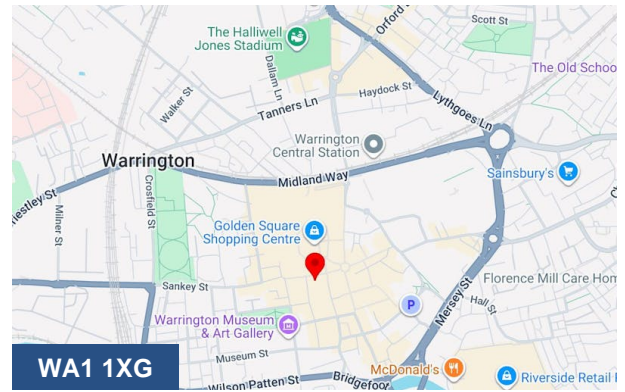 Scott St
The Halliwell
Jones Stadium
Orford
Dallam Ln
The Old Schoo
Haydock St
Lythgoes Ln
Walker St
Tanners Ln
Warrington
Central Station
Warrington
Midland Way
Sainsbury's
iestley St
Milner St
Crosfield St
Golden Square
Shopping Centre
Florence Mill Care Hom
Sankey St
Mersey St
P
Hall St
Warrington Museum
& Art Gallery
Museum St
McDonald's
WA1 1XG
Wilson Patten St
Bridgefoot
Riverside Retail